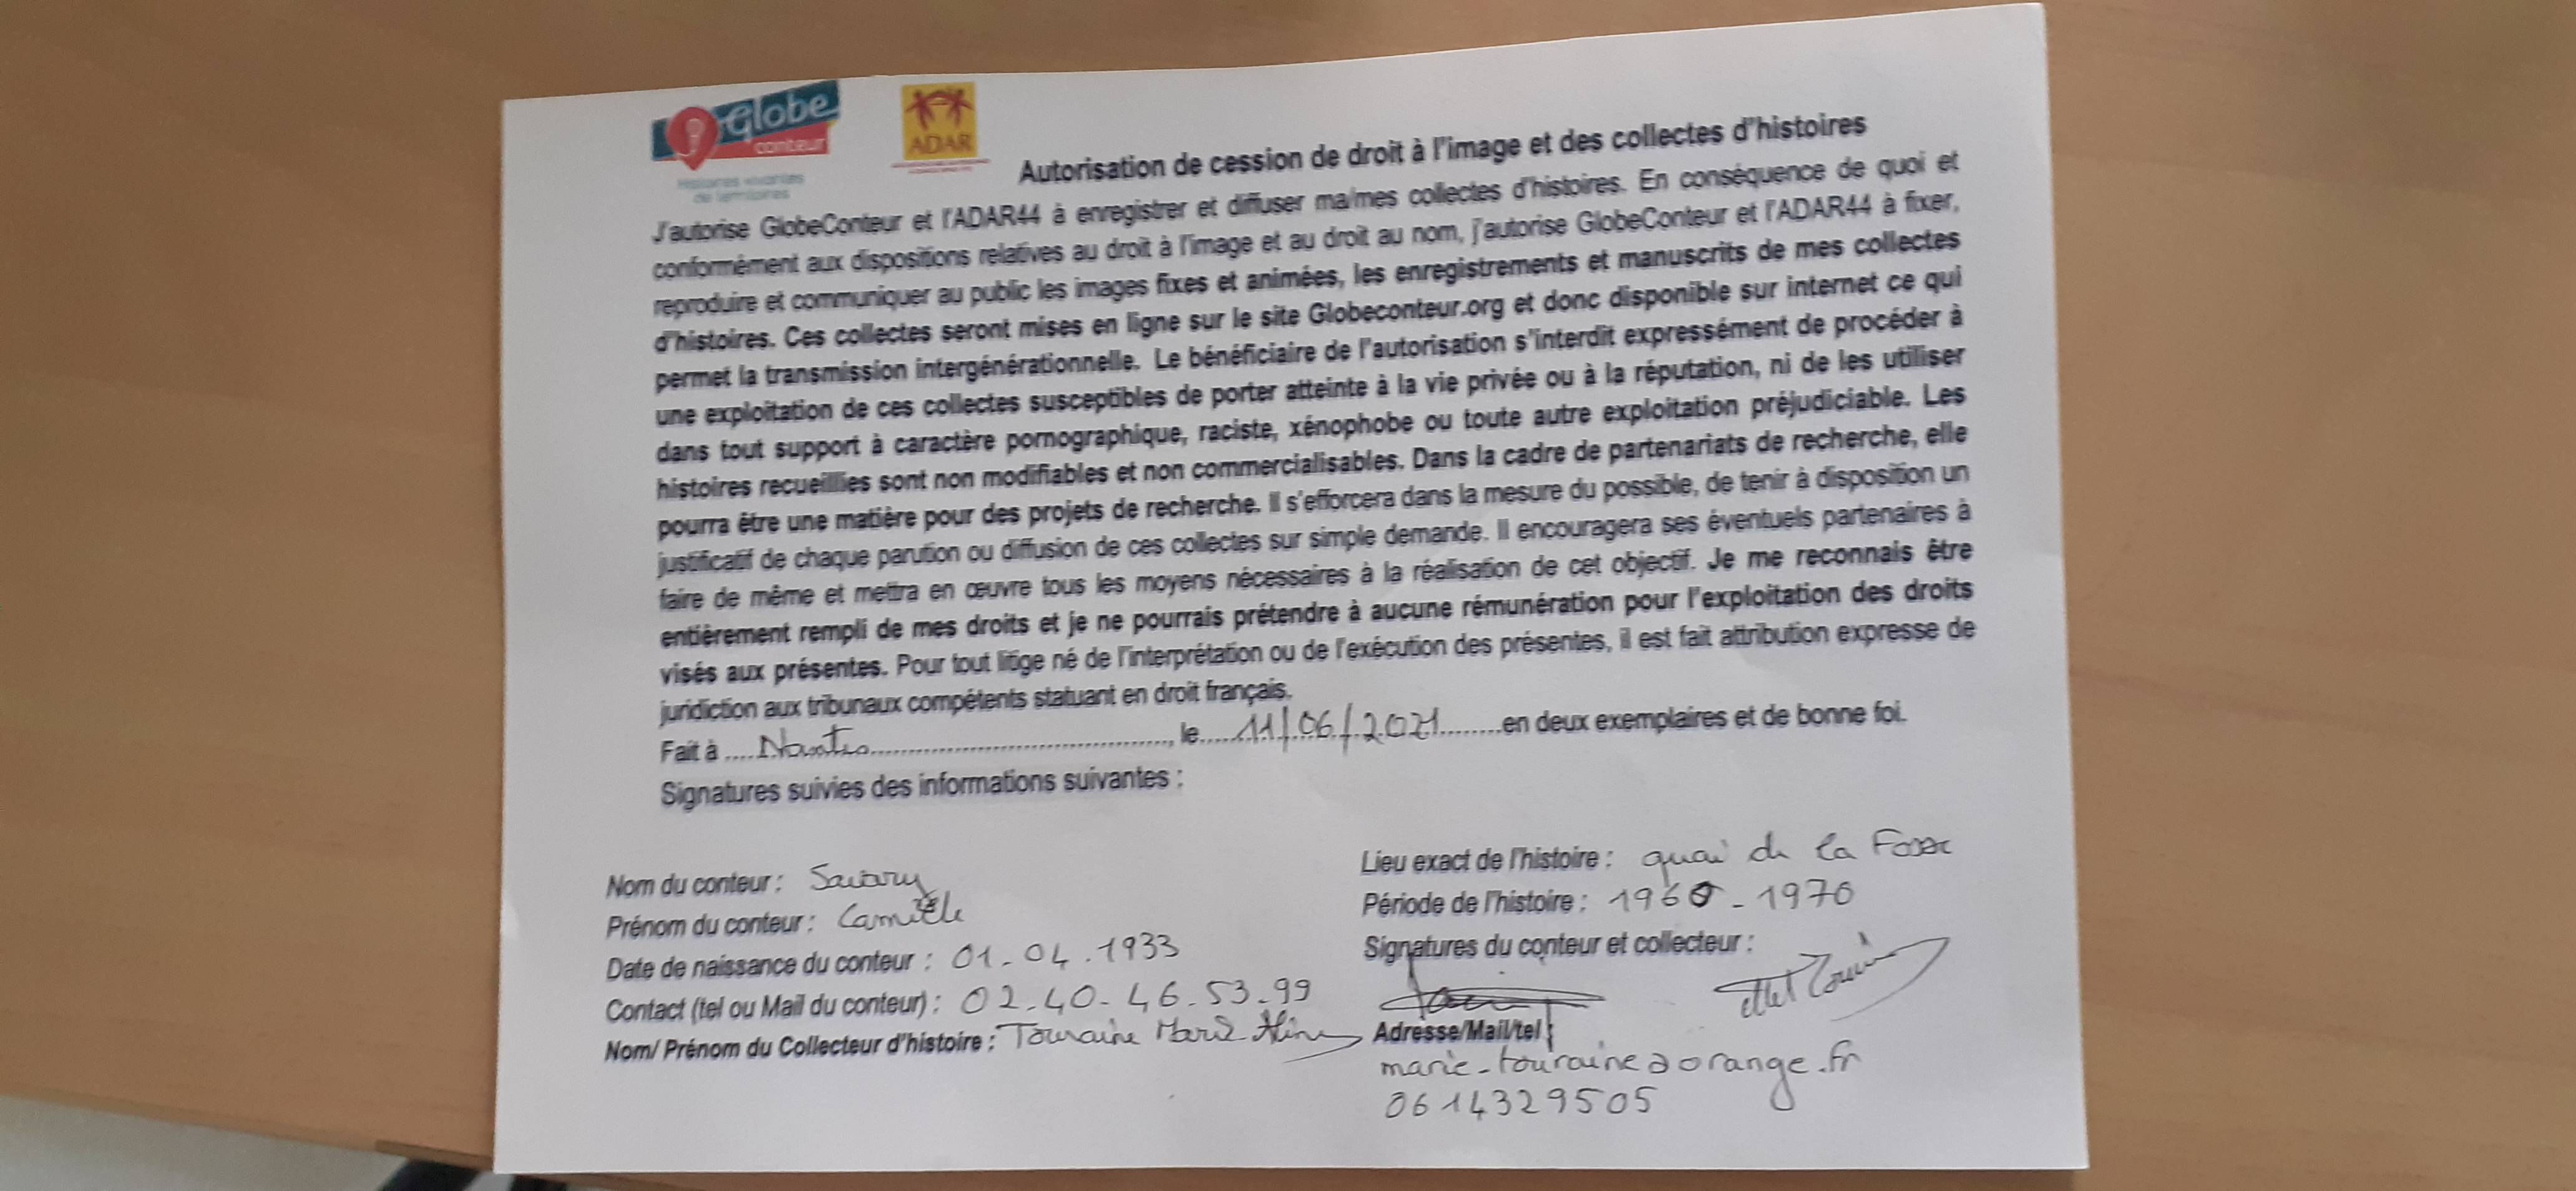 Globe
conteur
Histoires vivantes
de territoires
ADAR
Autorisation de cession de droit à l'image et des collectes d'histoires
J'autorise GlobeConteur et l'ADAR44 à enregistrer et diffuser ma/mes collectes d'histoires. En conséquence de quoi et
conformément aux dispositions relatives au droit à l'image et au droit au nom, j'autorise GlobeConteur et l'ADAR44 à fixer,
reproduire et communiquer au public les images fixes et animées, les enregistrements et manuscrits de mes collectes
d'histoires. Ces collectes seront mises en ligne sur le site Globeconteur.org et donc disponible sur internet ce qui
permet la transmission intergénérationnelle. Le bénéficiaire de l'autorisation s'interdit expressément de procéder à
une exploitation de ces collectes susceptibles de porter atteinte à la vie privée ou à la réputation, ni de les utiliser
dans tout support à caractère pornographique, raciste, xénophobe ou toute autre exploitation préjudiciable. Les
histoires recueillies sont non modifiables et non commercialisables. Dans la cadre de partenariats de recherche, elle
pourra être une matière pour des projets de recherche. Il s'efforcera dans la mesure du possible, de tenir à disposition un
justificatif de chaque parution ou diffusion de ces collectes sur simple demande. Il encouragera ses éventuels partenaires à
faire de même et mettra en œuvre tous les moyens nécessaires à la réalisation de cet objectif. Je me reconnais être
entièrement rempli de mes droits et je ne pourrais prétendre à aucune rémunération pour l'exploitation des droits
visés aux présentes. Pour tout litige né de l'interprétation ou de l'exécution des présentes, il est fait attribution expresse de
juridiction aux tribunaux compétents statuant en droit français.
Fait à ..... Nantes ..........................................., le ..... 11/06/2021 ......... en deux exemplaires et de bonne foi.
Signatures suivies des informations suivantes :
Nom du conteur : Savary
Prénom du conteur : Camille
Date de naissance du conteur : 01-04.1933
Contact (tel ou Mail du conteur) : 02-40-46-53-99
Nom/ Prénom du Collecteur d'histoire : Touraine Marie-Aline
Lieu exact de l'histoire : quai de la Fosse
Période de l'histoire : 1960 - 1970
Signatures du conteur et collecteur :
Adresse/Mail/tel :
marie-touraine@orange.fr
0614329505